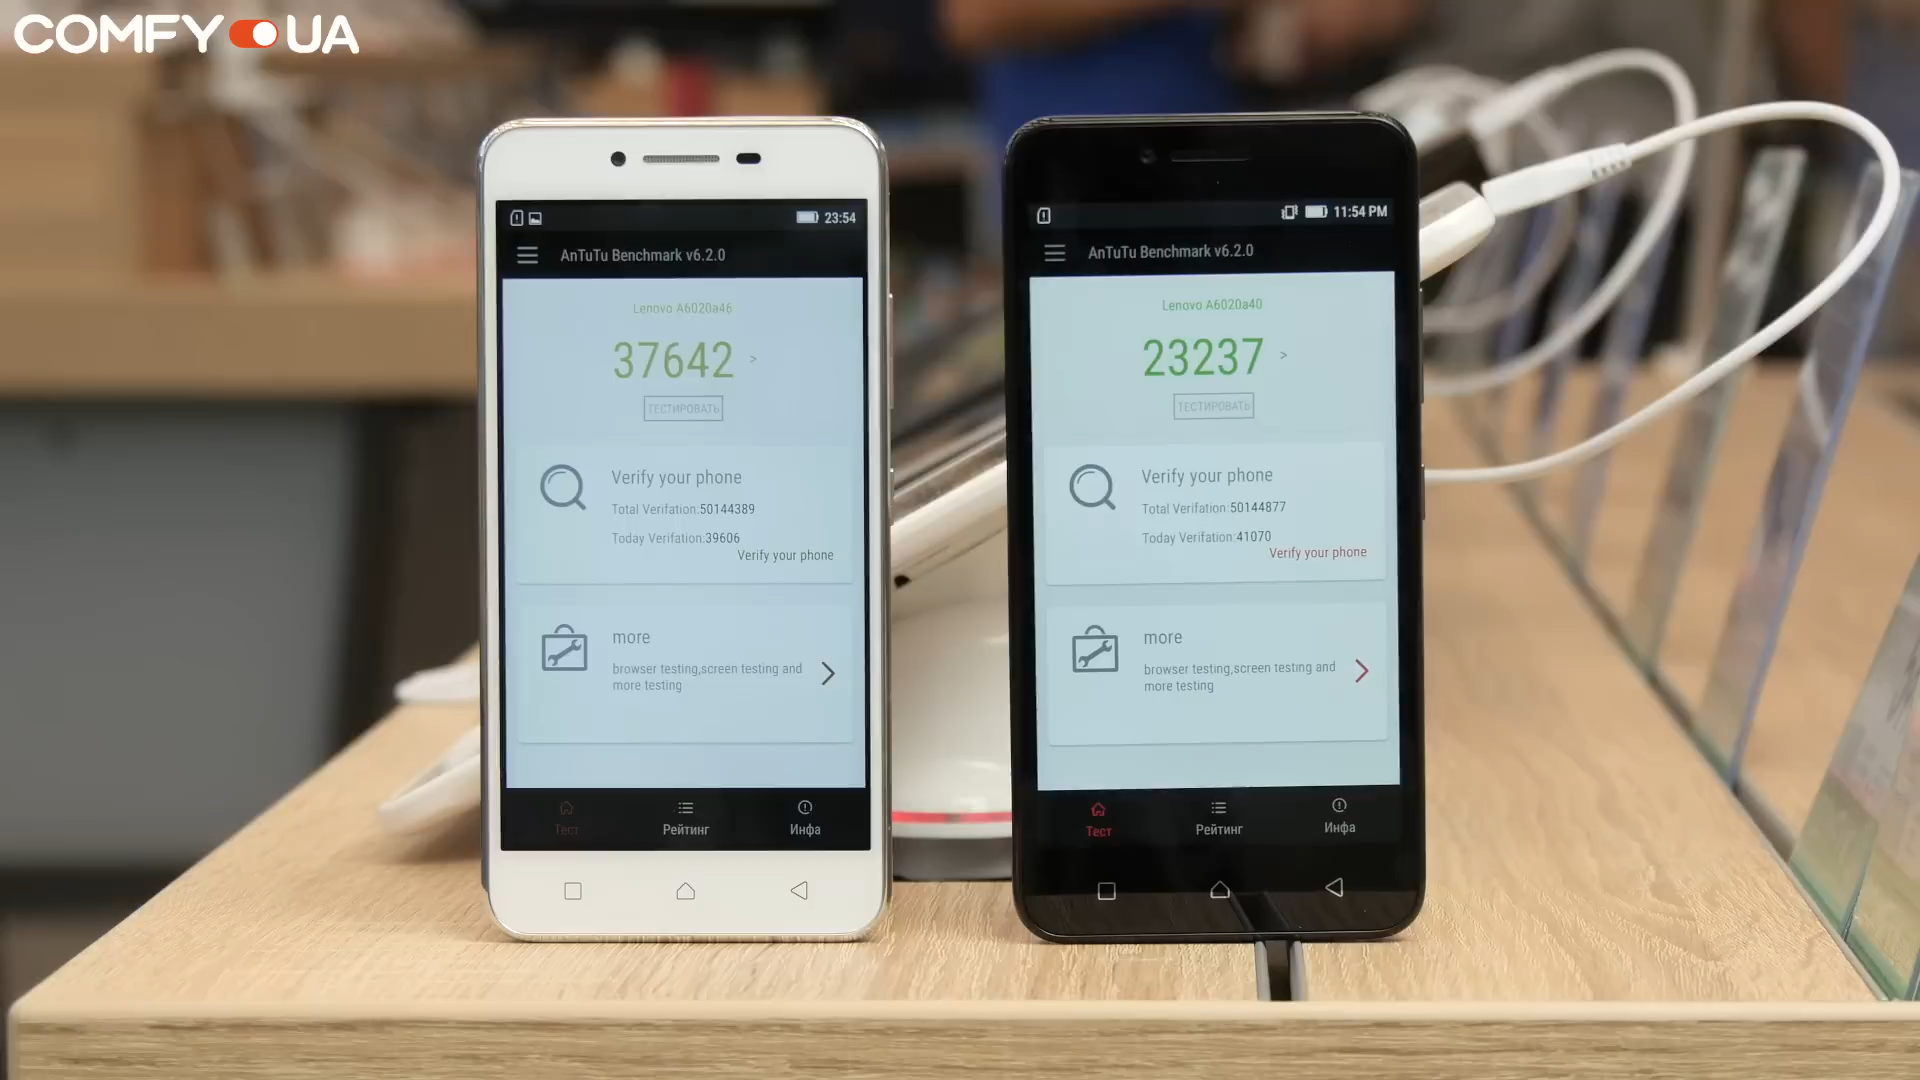 COMFY UA
23:54
AnTuTu Benchmark v6.2.0
Lenovo A6020a46
37642 >
ТЕСТИРОВАТЬ
Verify your phone
Total Verifation:50144389
Today Verifation:39606
Verify your phone
more
browser testing,screen testing and
more testing
Тест
Рейтинг
Инфа
11:54 PM
AnTuTu Benchmark v6.2.0
Lenovo A6020a40
23237 >
ТЕСТИРОВАТЬ
Verify your phone
Total Verifation:50144877
Today Verifation:41070
Verify your phone
more
browser testing,screen testing and
more testing
Тест
Рейтинг
Инфа